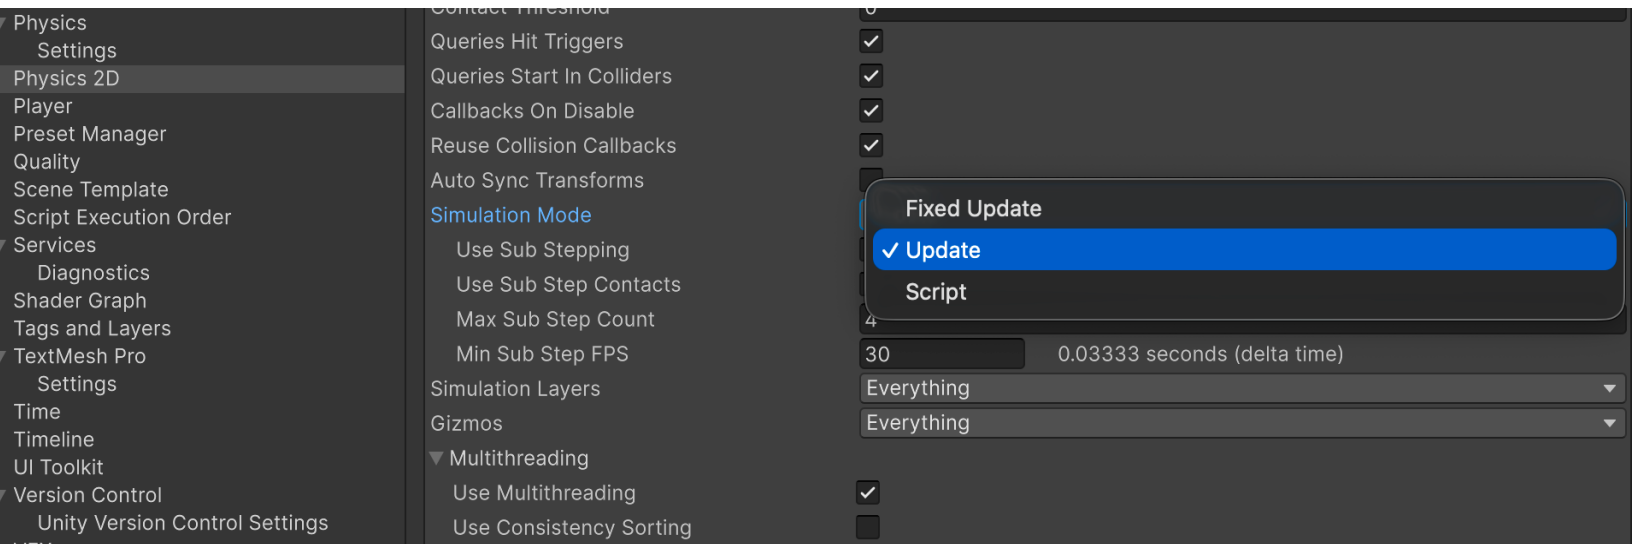 Physics
Settings
Physics 2D
Player
Preset Manager
Quality
Scene Template
Script Execution Order
Services
Diagnostics
Shader Graph
Tags and Layers
TextMesh Pro
Settings
Time
Timeline
UI Toolkit
Version Control
Unity Version Control Settings
Contact Threshold 0
Queries Hit Triggers
Queries Start In Colliders
Callbacks On Disable
Reuse Collision Callbacks
Auto Sync Transforms
Simulation Mode
Fixed Update
Update
Script
Use Sub Stepping
Use Sub Step Contacts
Max Sub Step Count 4
Min Sub Step FPS 30 0.03333 seconds (delta time)
Simulation Layers Everything
Gizmos Everything
Multithreading
Use Multithreading
Use Consistency Sorting